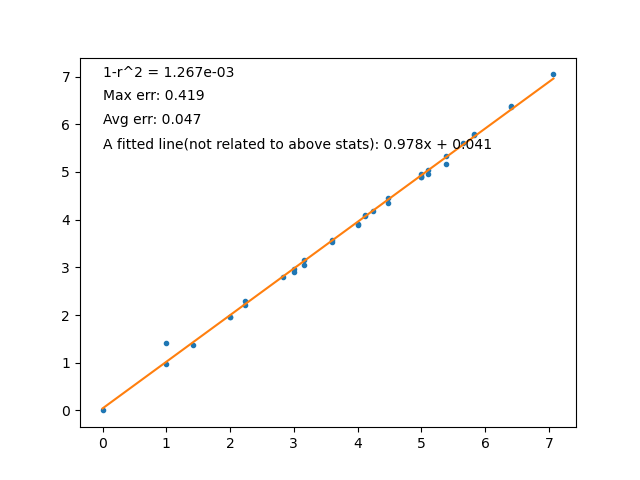 1-r^2 = 1.267e-03
Max err: 0.419
Avg err: 0.047
A fitted line(not related to above stats): 0.978x + 0.041
7
6
5
4
3
2
1
0
0 1 2 3 4 5 6 7